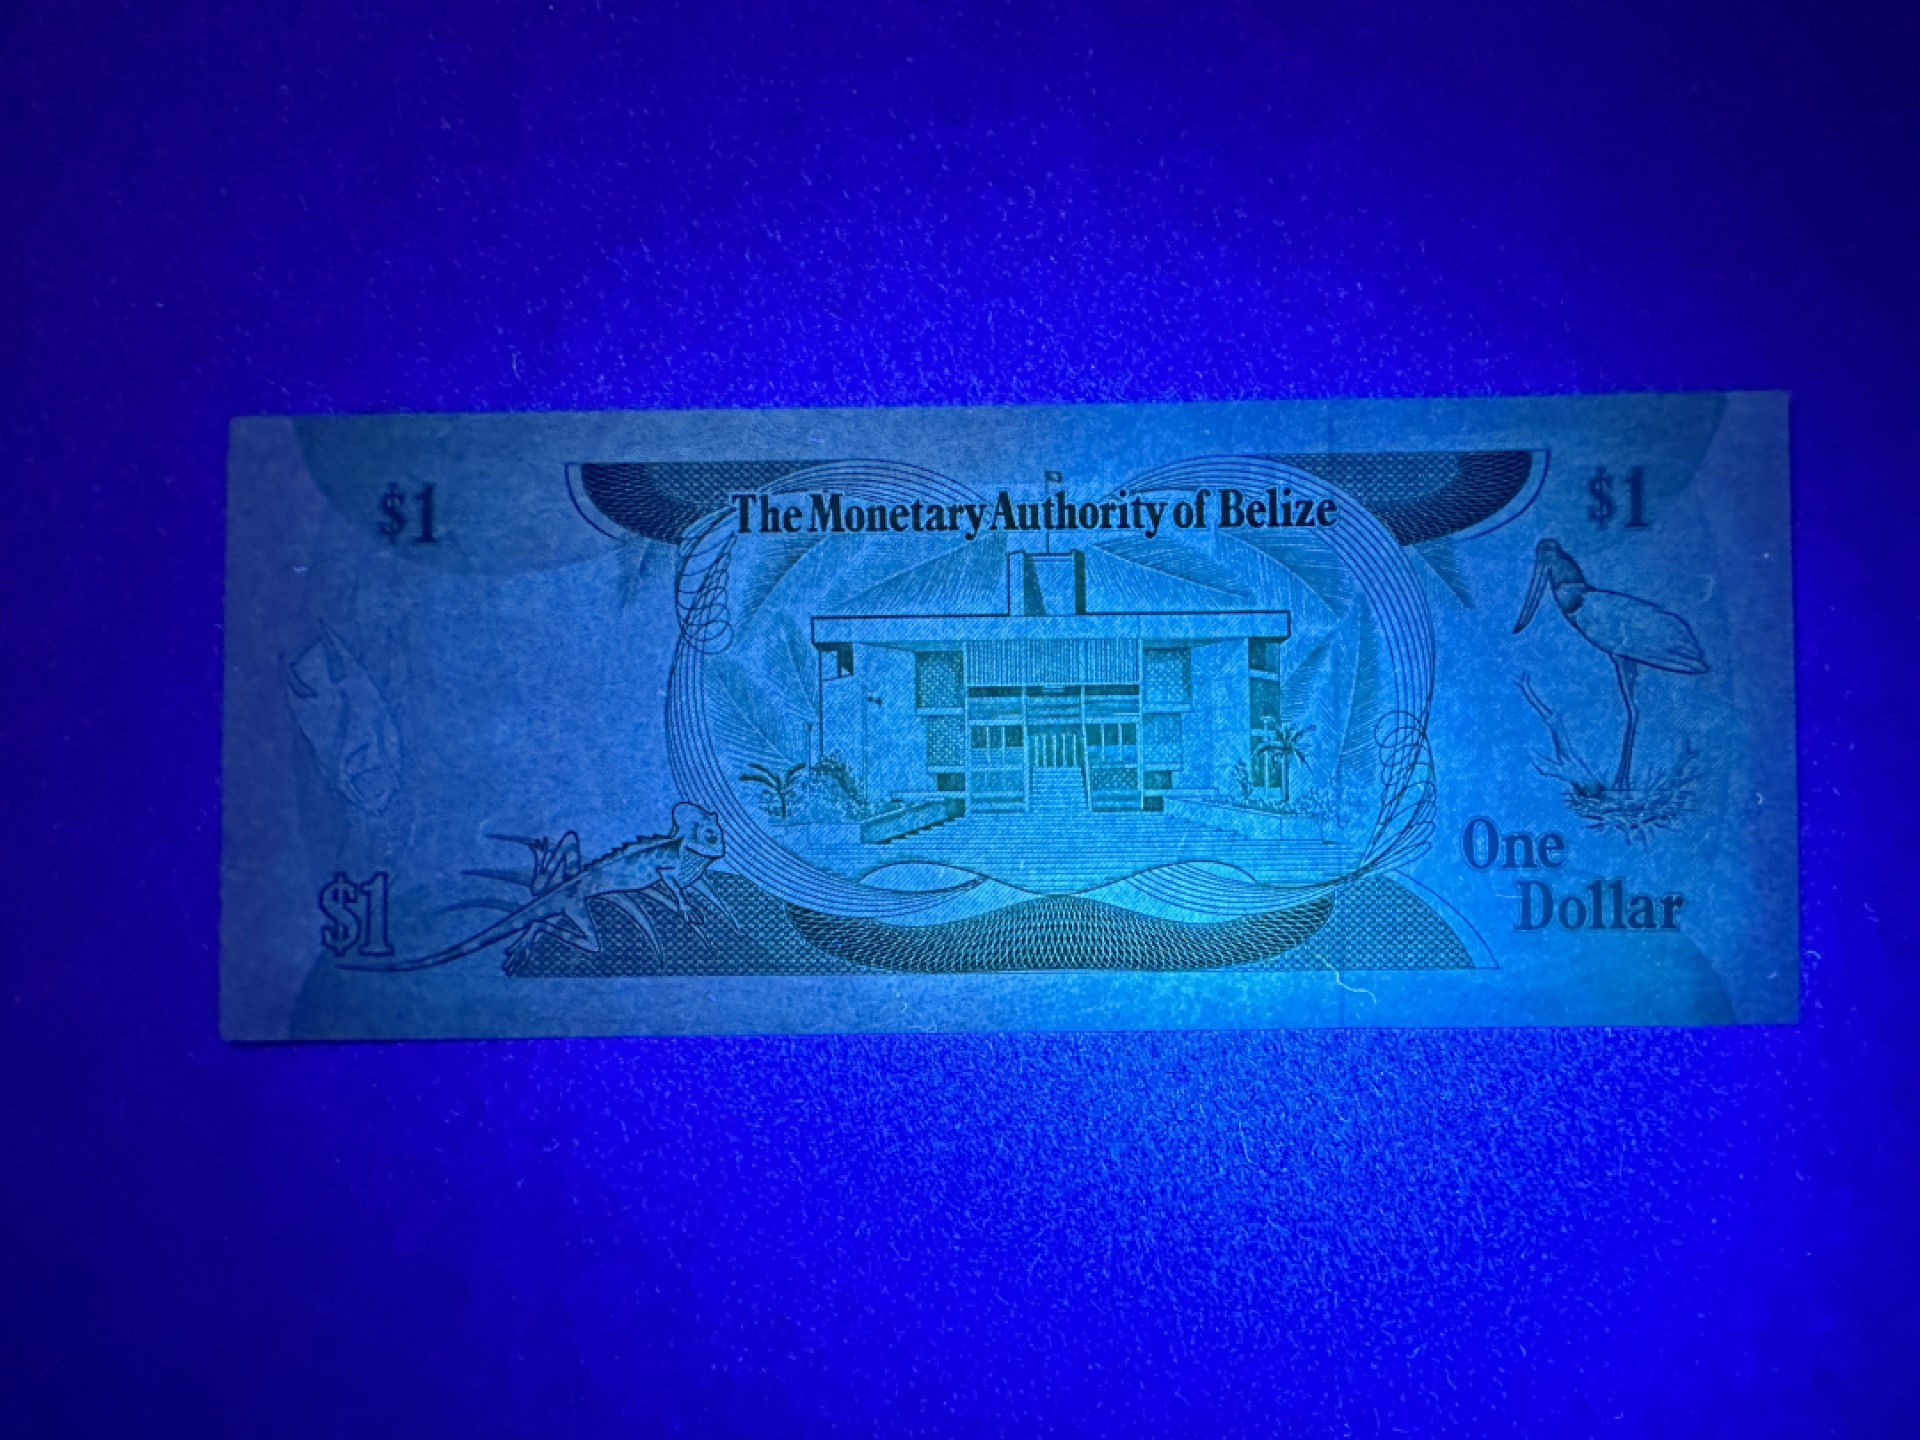 The Monetary Authority of Belize
$1
$1
$1
One
Dollar